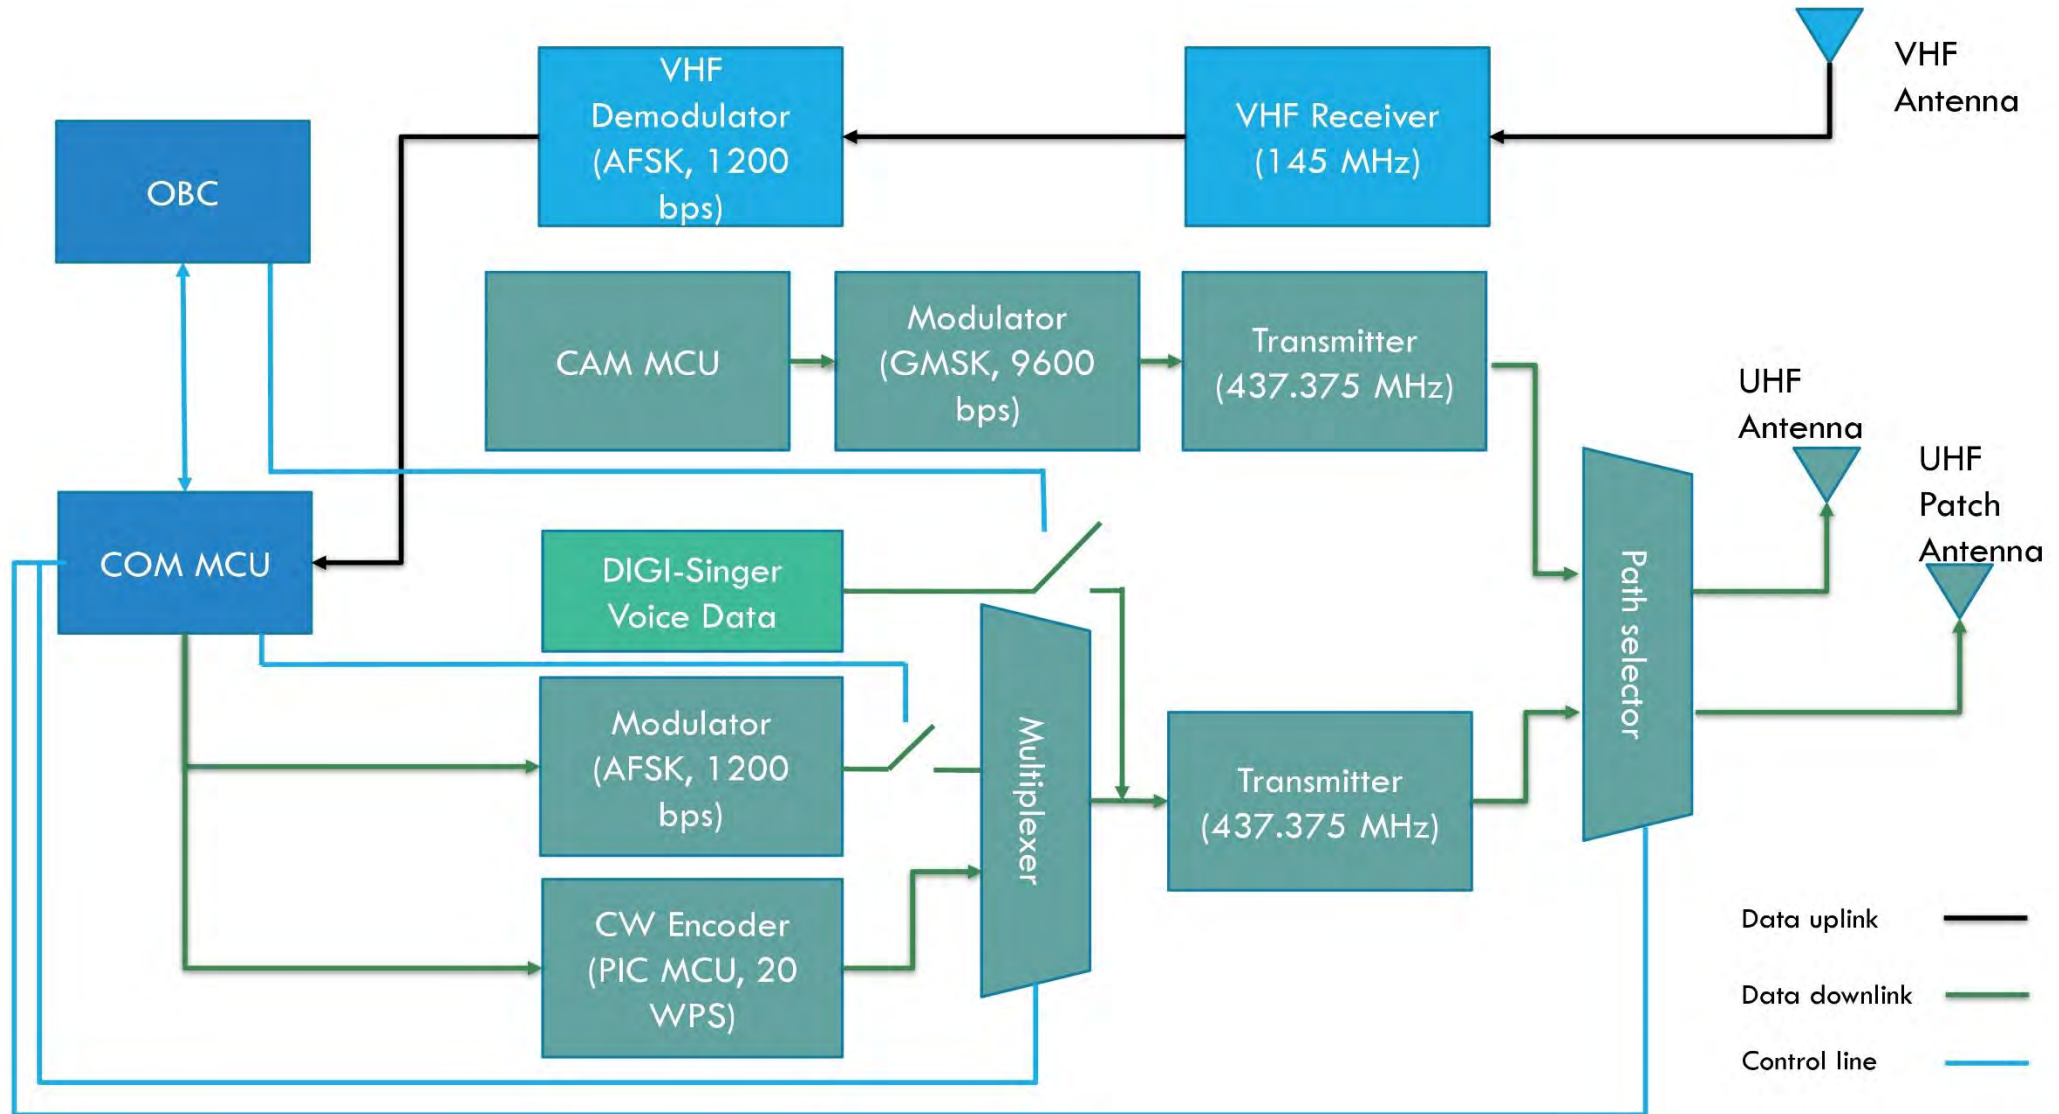 VHF
Antenna
VHF
Demodulator
(AFSK, 1200
bps)
VHF Receiver
(145 MHz)
OBC
CAM MCU
Modulator
(GMSK, 9600
bps)
Transmitter
(437.375 MHz)
UHF
Antenna
UHF
Patch
Antenna
COM MCU
DIGI-Singer
Voice Data
Path selector
Modulator
(AFSK, 1200
bps)
Multiplexer
Transmitter
(437.375 MHz)
CW Encoder
(PIC MCU, 20
WPS)
Data uplink
Data downlink
Control line